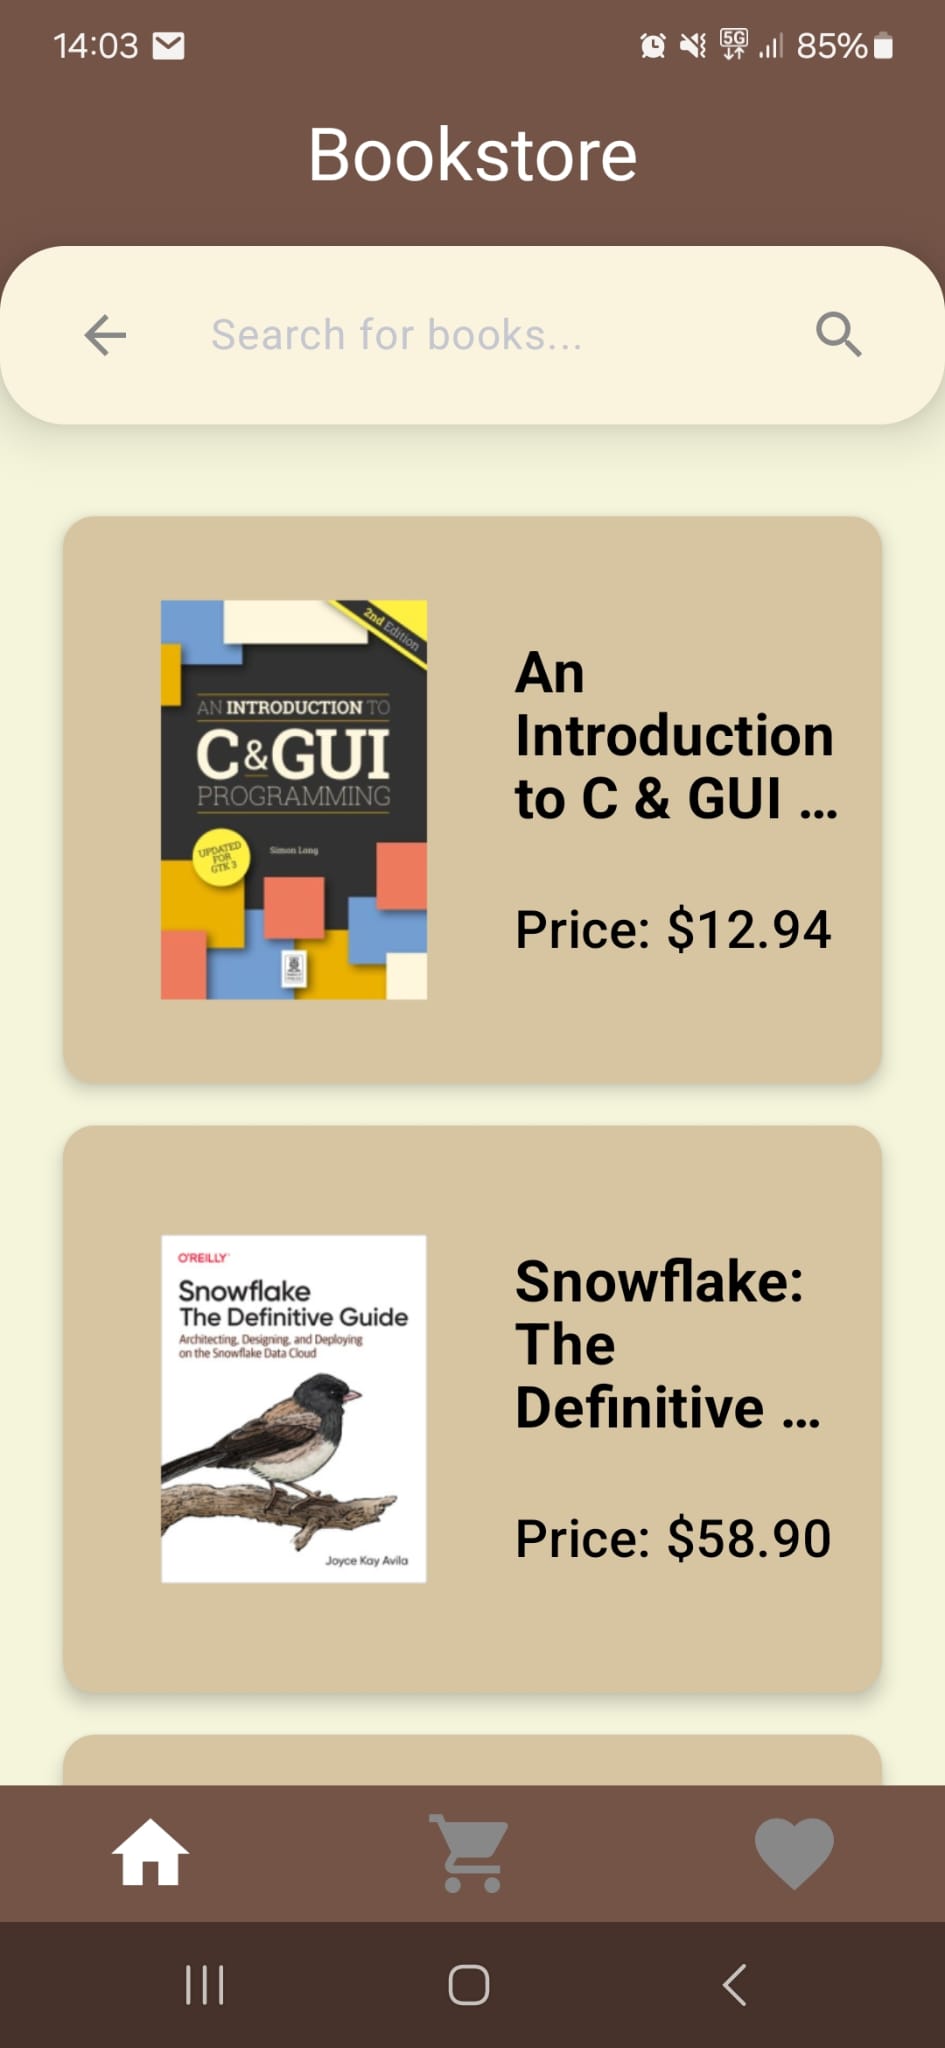 14:03
5G
85%
Bookstore
Search for books...
2nd Edition
AN INTRODUCTION TO
C&GUI
PROGRAMMING
UPDATED
FOR
GTK 3
Simon Long
An
Introduction
to C & GUI ...
Price: $12.94
O'REILLY
Snowflake
The Definitive Guide
Architecting, Designing, and Deploying
on the Snowflake Data Cloud
Joyce Kay Avila
Snowflake:
The
Definitive ...
Price: $58.90